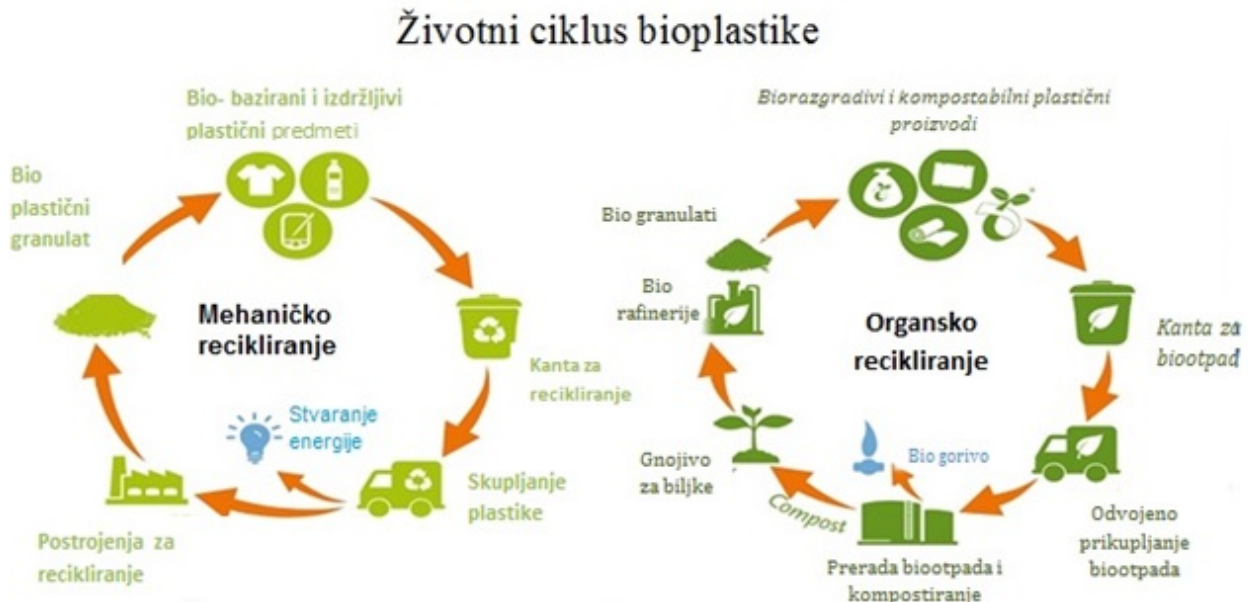 Životni ciklus bioplastike
Bio- bazirani i izdržljivi
plastični predmeti
Bio
plastični
granulat
Mehaničko
recikliranje
Kanta za
recikliranje
Stvaranje
energije
Skupljanje
plastike
Postrojenja za
recikliranje
Biorazgradivi i kompostabilni plastični
proizvodi
Bio granulati
Bio
rafinerije
Organsko
recikliranje
Kanta za
biootpad
Bio gorivo
Gnojivo
za biljke
Compost
Odvojeno
prikupljanje
biootpada
Prerada biootpada i
kompostiranje